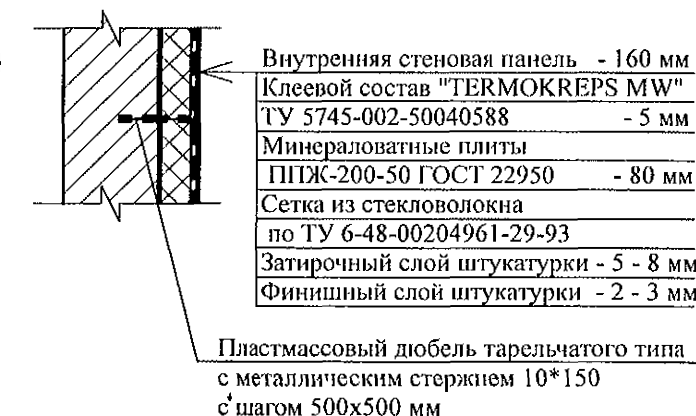 Внутренняя стеновая панель - 160 мм
Клеевой состав "TERMOKREPS MW"
ТУ 5745-002-50040588 - 5 мм
Минераловатные плиты
ППЖ-200-50 ГОСТ 22950 - 80 мм
Сетка из стекловолокна
по ТУ 6-48-00204961-29-93
Затирочный слой штукатурки - 5 - 8 мм
Финишный слой штукатурки - 2 - 3 мм
Пластмассовый дюбель тарельчатого типа
с металлическим стержнем 10*150
с шагом 500х500 мм